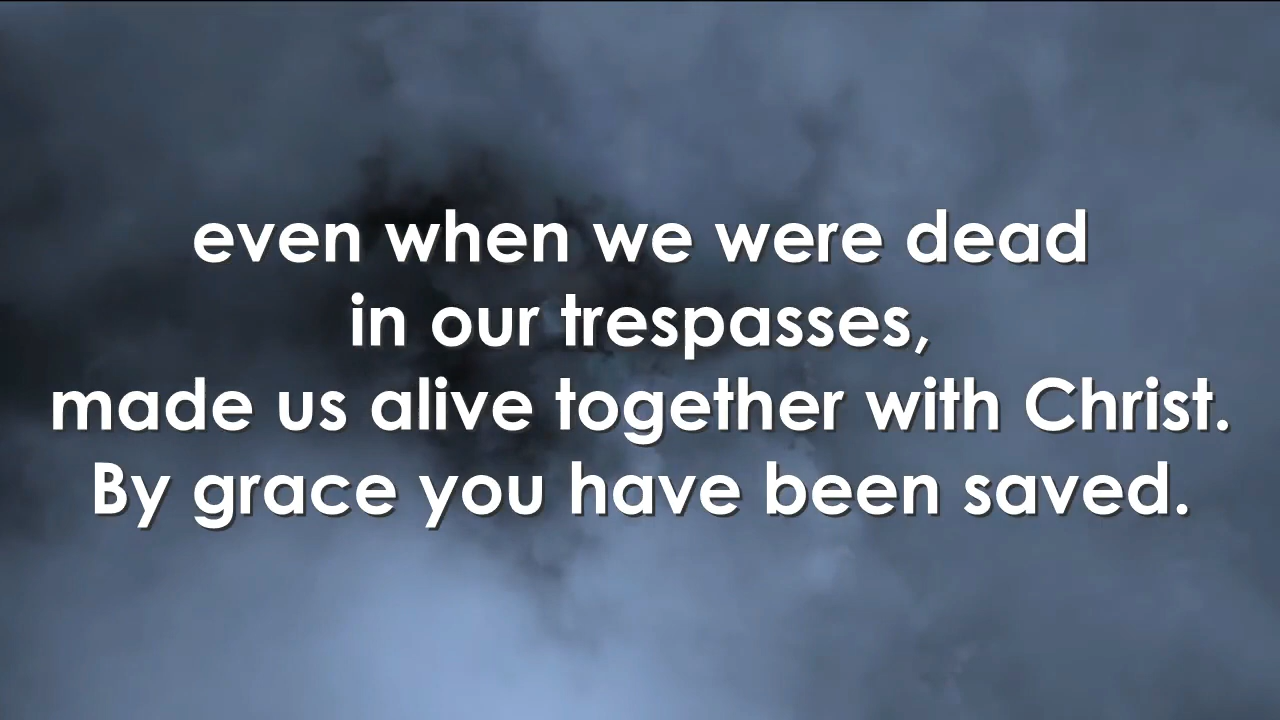 even when we were dead
in our trespasses,
made us alive together with Christ.
By grace you have been saved.